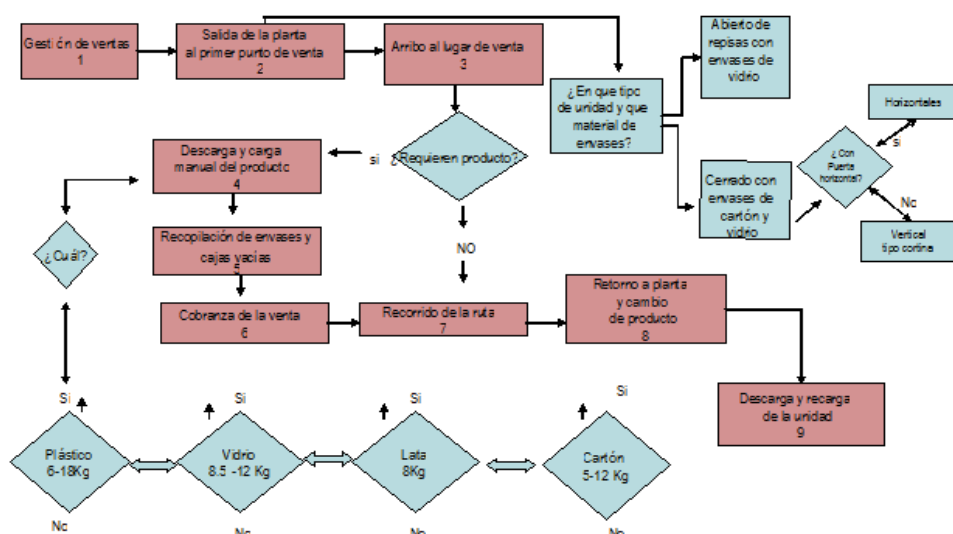 Gestión de ventas
1
Salida de la planta
al primer punto de venta
2
Arribo al lugar de venta
3
¿En que tipo
de unidad y que
material de
envases?
Abierto de
repisas con
envases de
vidrio
Horizontales
¿Con
Puerta
horizontal?
si
No
Vertical
tipo cortina
Cerrado con
envases de
cartón y
vidrio
¿Requieren producto?
si
NO
Descarga y carga
manual del producto
4
¿Cuál?
Recopilación de envases y
cajas vacias
5
Cobranza de la venta
6
Recorrido de la ruta
7
Retorno a planta
y cambio
de producto
8
Descarga y recarga
de la unidad
9
Si
Plástico
6-18Kg
No
Si
Vidrio
8.5 -12 Kg
No
Si
Lata
8Kg
No
Si
Cartón
5-12 Kg
No